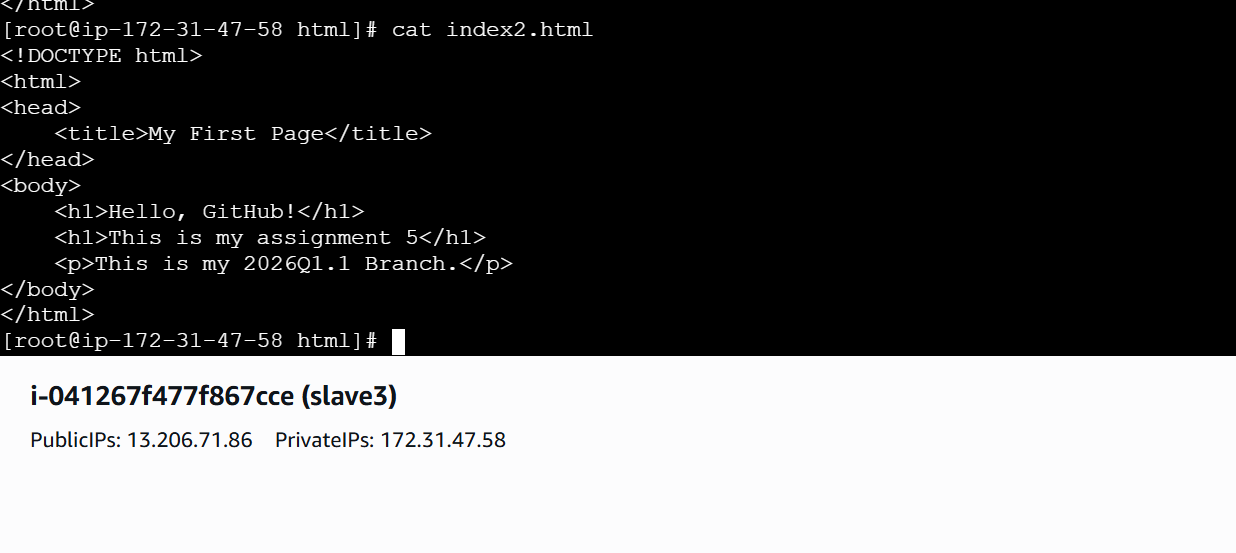 </html>
[root@ip-172-31-47-58 html]# cat index2.html
<!DOCTYPE html>
<html>
<head>
    <title>My First Page</title>
</head>
<body>
    <h1>Hello, GitHub!</h1>
    <h1>This is my assignment 5</h1>
    <p>This is my 2026Q1.1 Branch.</p>
</body>
</html>
[root@ip-172-31-47-58 html]#
i-041267f477f867cce (slave3)
PublicIPs: 13.206.71.86 PrivateIPs: 172.31.47.58